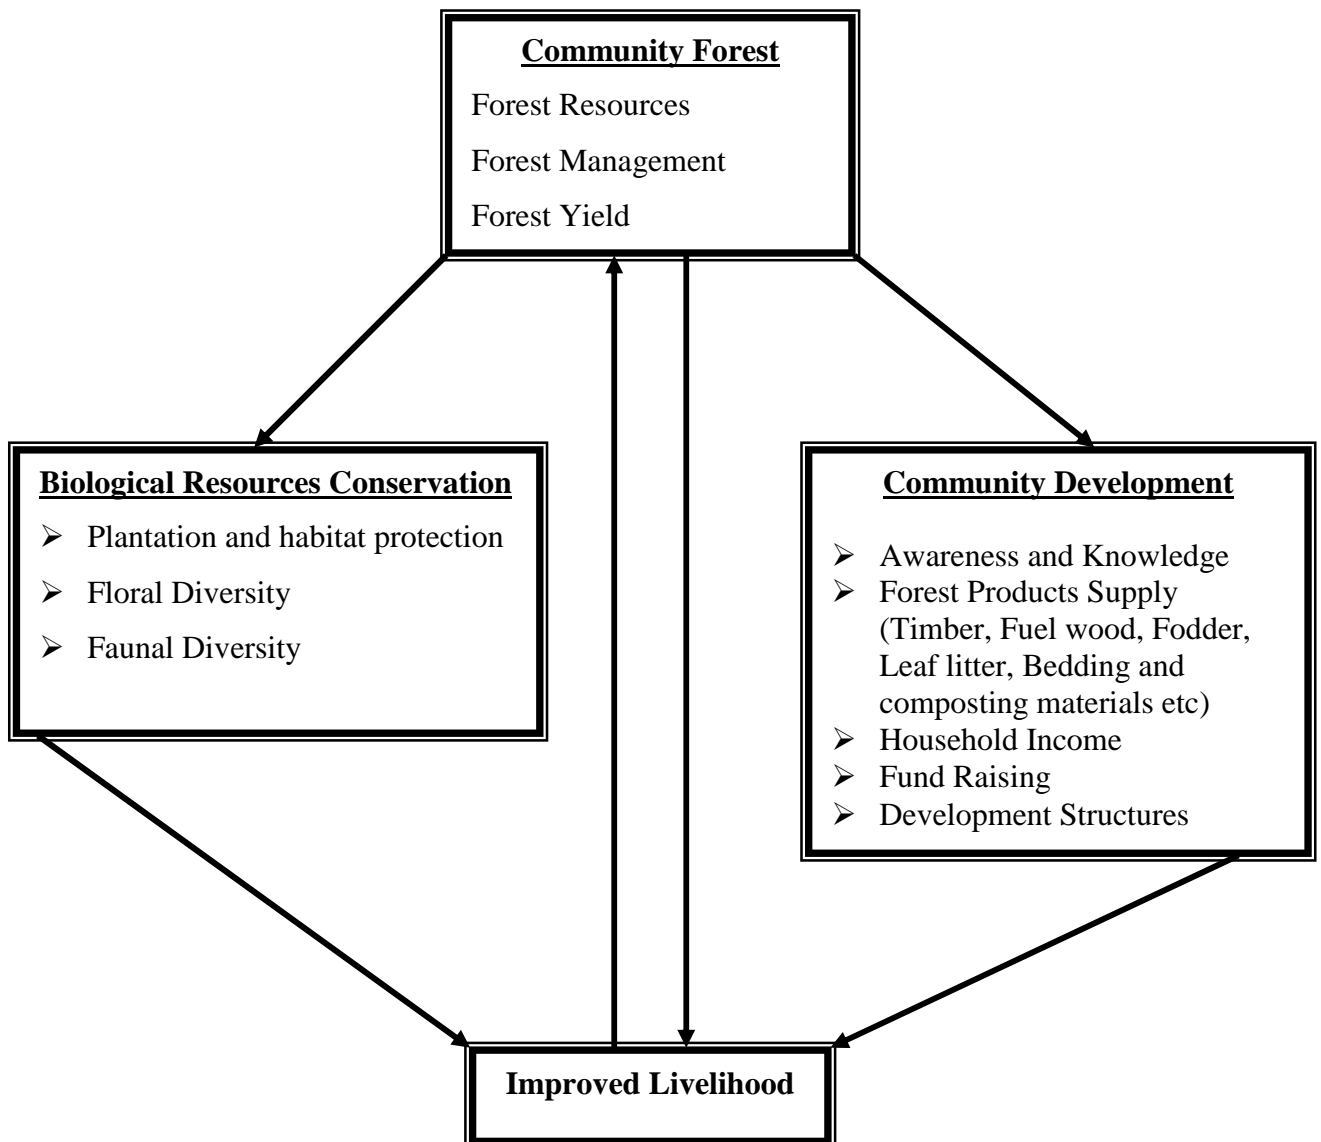 Community Forest
Forest Resources
Forest Management
Forest Yield
Biological Resources Conservation
➢ Plantation and habitat protection
➢ Floral Diversity
➢ Faunal Diversity
Community Development
➢ Awareness and Knowledge
➢ Forest Products Supply
(Timber, Fuel wood, Fodder,
Leaf litter, Bedding and
composting materials etc)
➢ Household Income
➢ Fund Raising
➢ Development Structures
Improved Livelihood